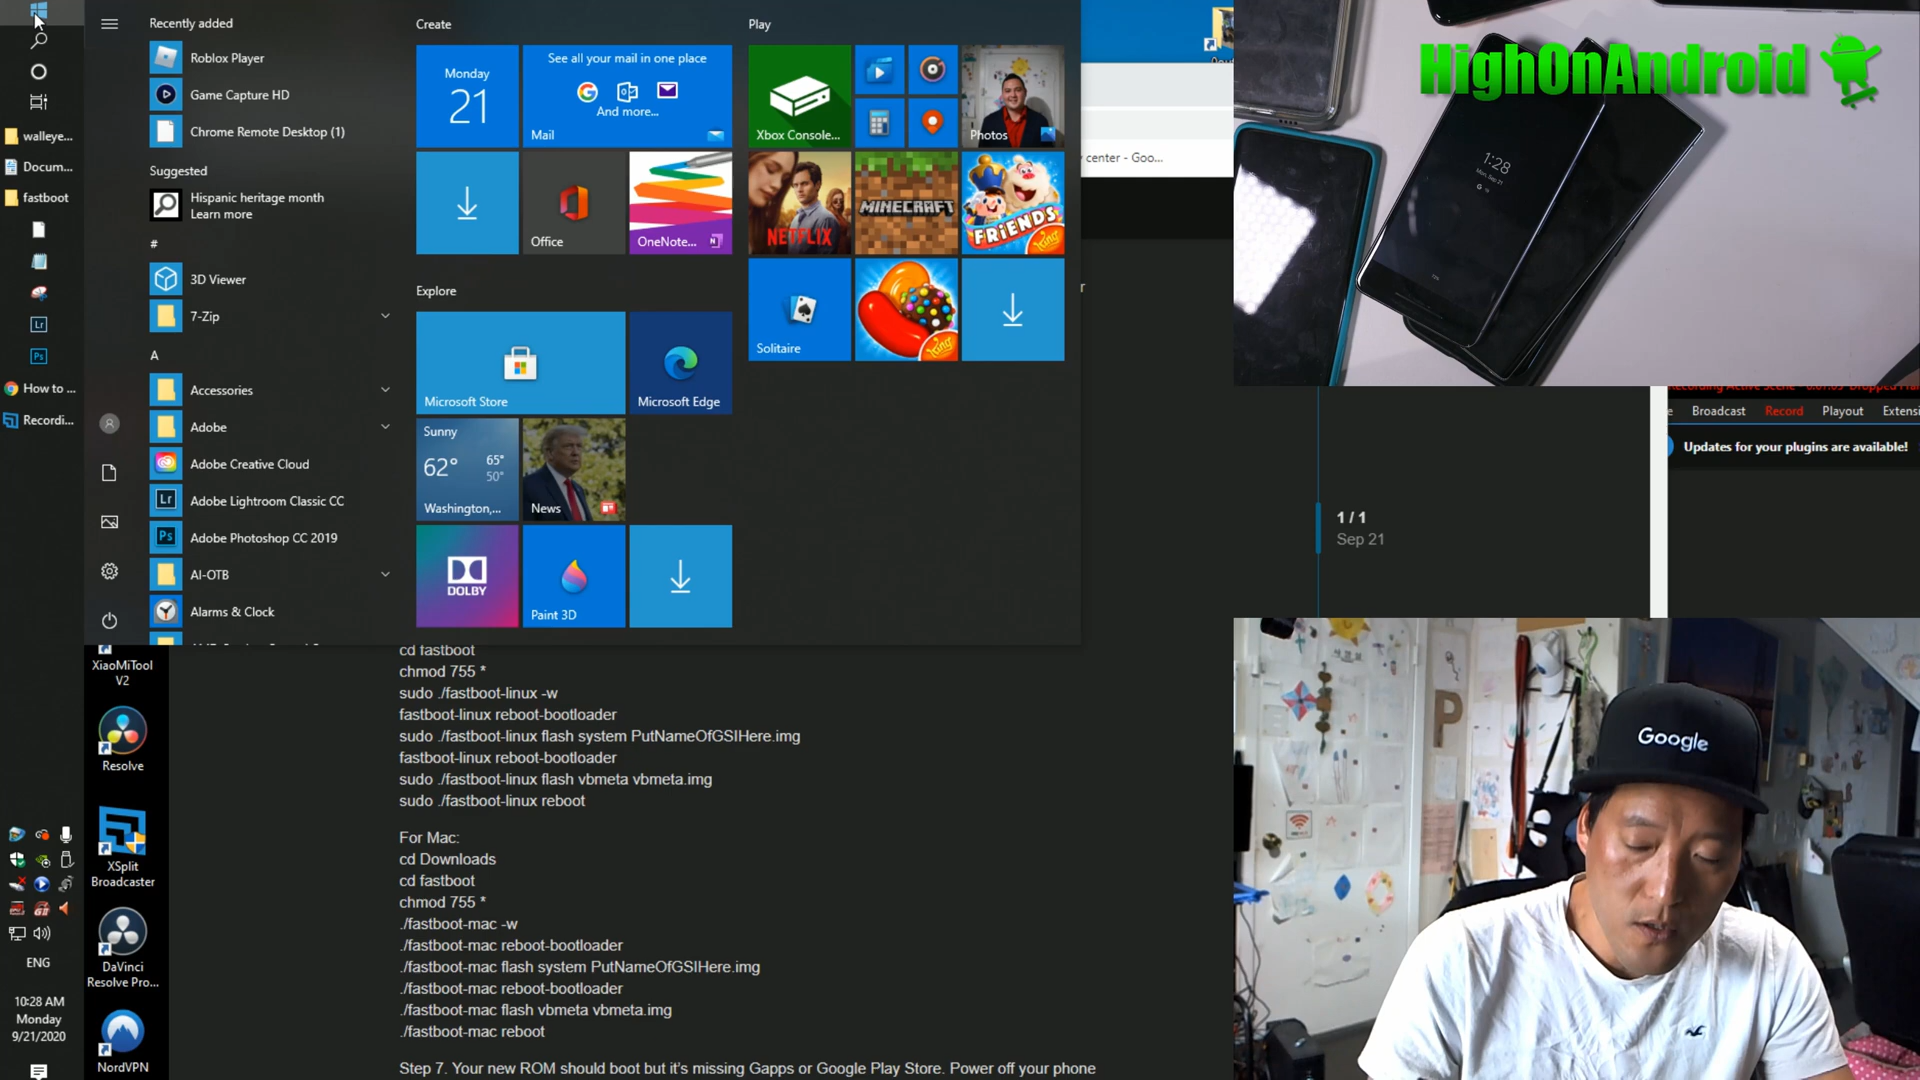 Recently added
Roblox Player
Game Capture HD
Chrome Remote Desktop (1)
Suggested
Hispanic heritage month
Learn more
#
3D Viewer
7-Zip
A
Accessories
Adobe
Adobe Creative Cloud
Adobe Lightroom Classic CC
Adobe Photoshop CC 2019
AI-OTB
Alarms & Clock
walleye...
Docum...
fastboot
Lr
Ps
How to ...
Recordi...
Create
Monday
21
See all your mail in one place
And more...
Mail
Office
OneNote...
Explore
Microsoft Store
Microsoft Edge
Sunny
62°
65°
50°
Washington,...
News
DOLBY
Paint 3D
Play
Xbox Console...
Photos
NETFLIX
MINECRAFT
FRIENDS
King
Solitaire
King
center - Goo...
HighOnAndroid
1:28
Mon, Sep 21
Broadcast
Record
Playout
Extensi
Updates for your plugins are available!
1 / 1
Sep 21
XiaoMiTool
V2
Resolve
XSplit
Broadcaster
DaVinci
Resolve Pro...
NordVPN
ENG
10:28 AM
Monday
9/21/2020
cd fastboot
chmod 755 *
sudo ./fastboot-linux -w
fastboot-linux reboot-bootloader
sudo ./fastboot-linux flash system PutNameOfGSIHere.img
fastboot-linux reboot-bootloader
sudo ./fastboot-linux flash vbmeta vbmeta.img
sudo ./fastboot-linux reboot
For Mac:
cd Downloads
cd fastboot
chmod 755 *
./fastboot-mac -w
./fastboot-mac reboot-bootloader
./fastboot-mac flash system PutNameOfGSIHere.img
./fastboot-mac reboot-bootloader
./fastboot-mac flash vbmeta vbmeta.img
./fastboot-mac reboot
Step 7. Your new ROM should boot but it's missing Gapps or Google Play Store. Power off your phone
Google
P